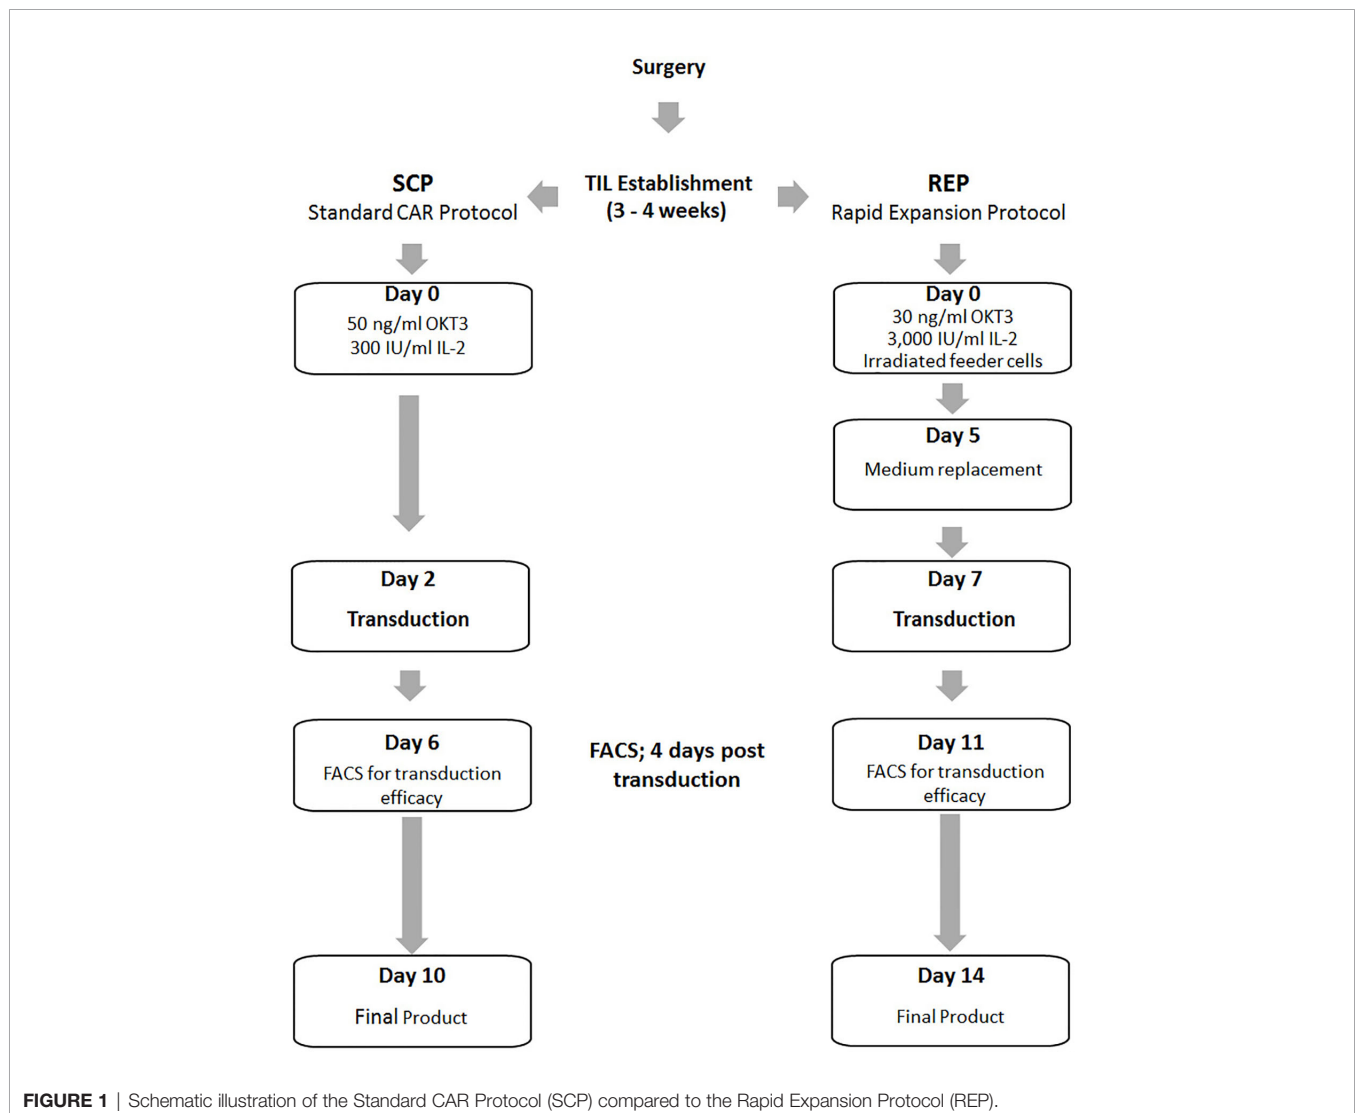 Surgery
TIL Establishment
(3 - 4 weeks)
SCP
Standard CAR Protocol
Day 0
50 ng/ml OKT3
300 IU/ml IL-2
Day 2
Transduction
Day 6
FACS for transduction
efficacy
Day 10
Final Product
FACS; 4 days post
transduction
REP
Rapid Expansion Protocol
Day 0
30 ng/ml OKT3
3,000 IU/ml IL-2
Irradiated feeder cells
Day 5
Medium replacement
Day 7
Transduction
Day 11
FACS for transduction
efficacy
Day 14
Final Product
FIGURE 1 | Schematic illustration of the Standard CAR Protocol (SCP) compared to the Rapid Expansion Protocol (REP).